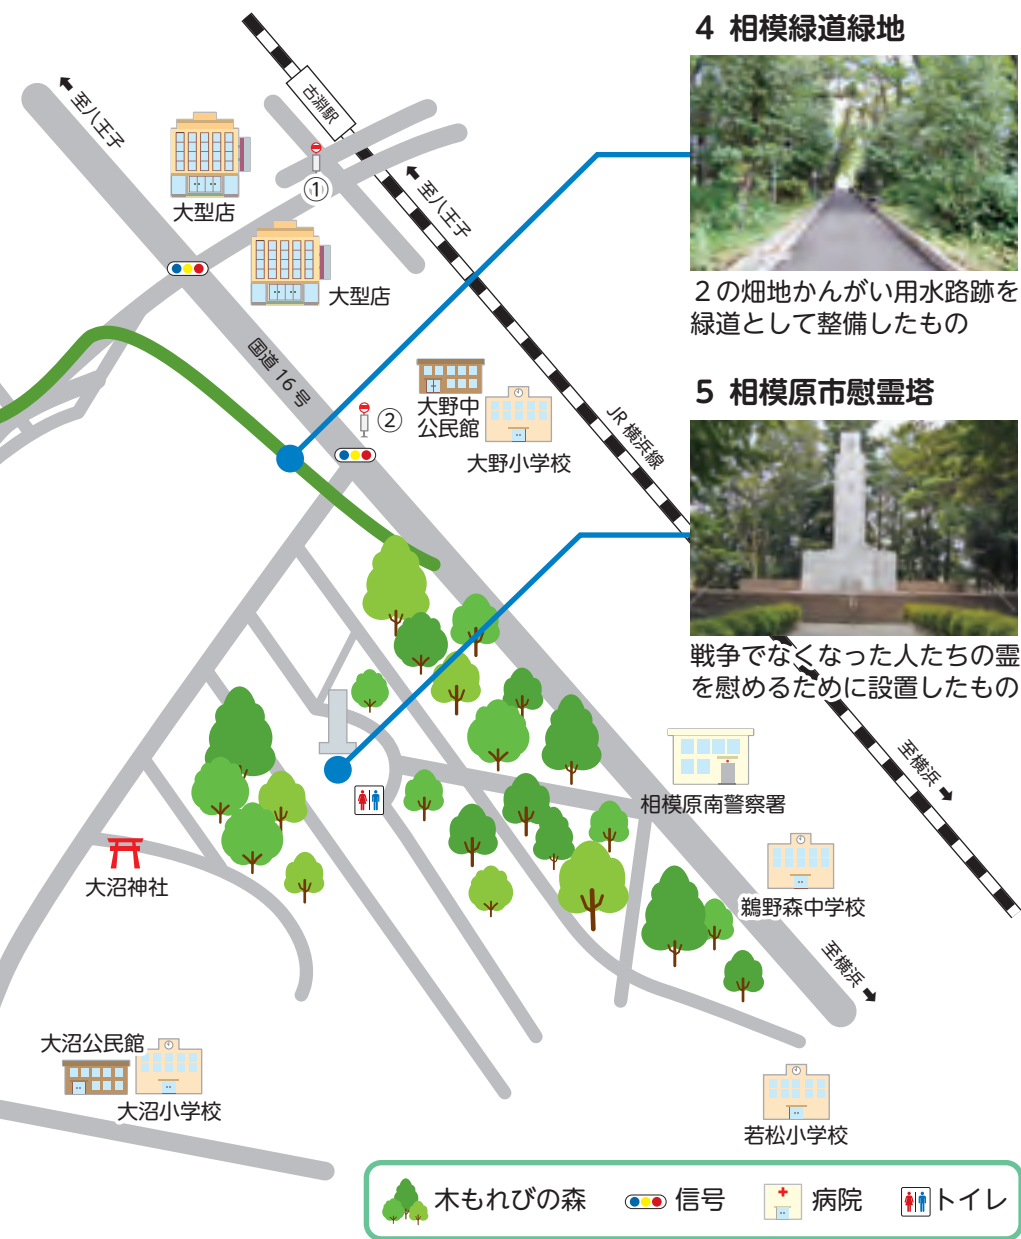 4 相模緑道緑地
古淵駅
至八王子
大型店
①
至八王子
大型店
2の畑地かんがい用水路跡を
緑道として整備したもの
国道16号
5 相模原市慰霊塔
大野中
公民館
②
JR横浜線
大野小学校
戦争でなくなった人たちの霊
を慰めるために設置したもの
至横浜
相模原南警察署
大沼神社
鵜野森中学校
至横浜
大沼公民館
大沼小学校
若松小学校
木もれびの森
信号
病院
トイレ